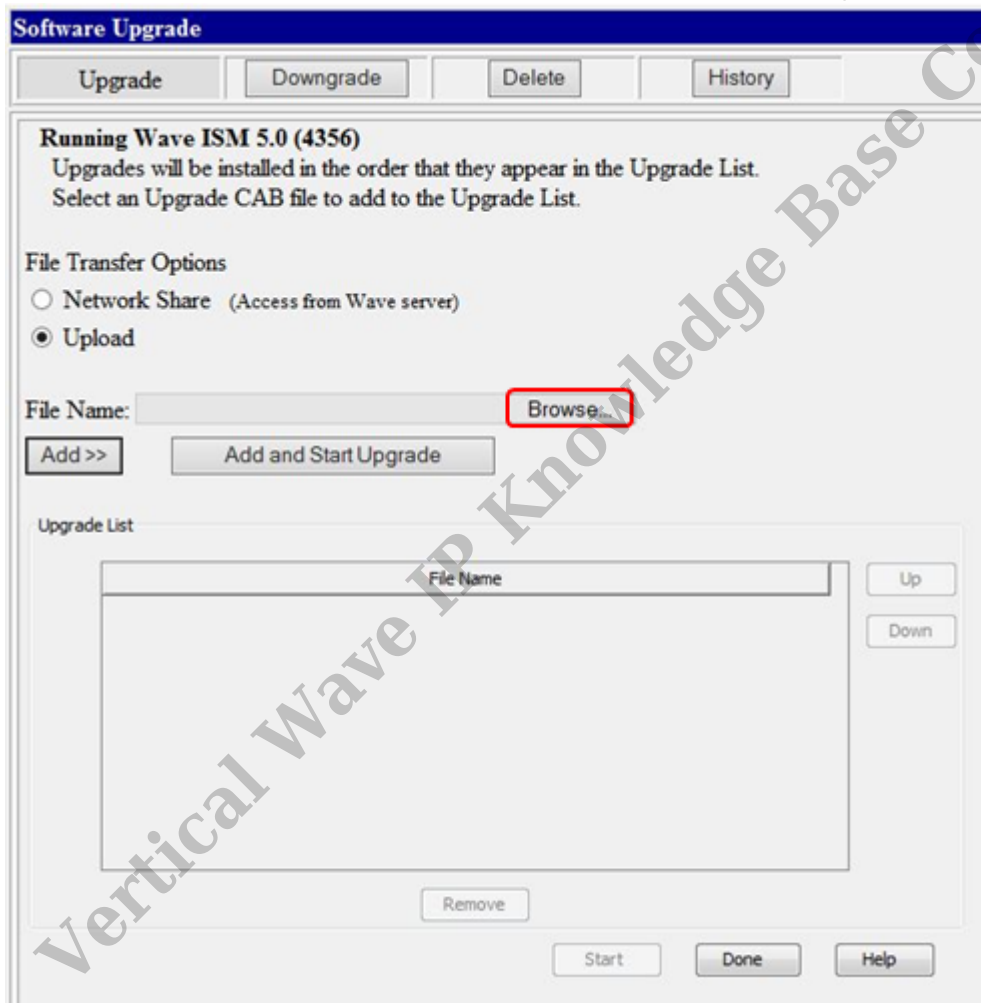 Software Upgrade
Upgrade Downgrade Delete History
Running Wave ISM 5.0 (4356)
Upgrades will be installed in the order that they appear in the Upgrade List.
Select an Upgrade CAB file to add to the Upgrade List.
File Transfer Options
Network Share (Access from Wave server)
Upload
File Name: Browse...
Add >> Add and Start Upgrade
Upgrade List
File Name
Up
Down
Remove
Start Done Help
Vertical Wave IP Knowledge Base Co